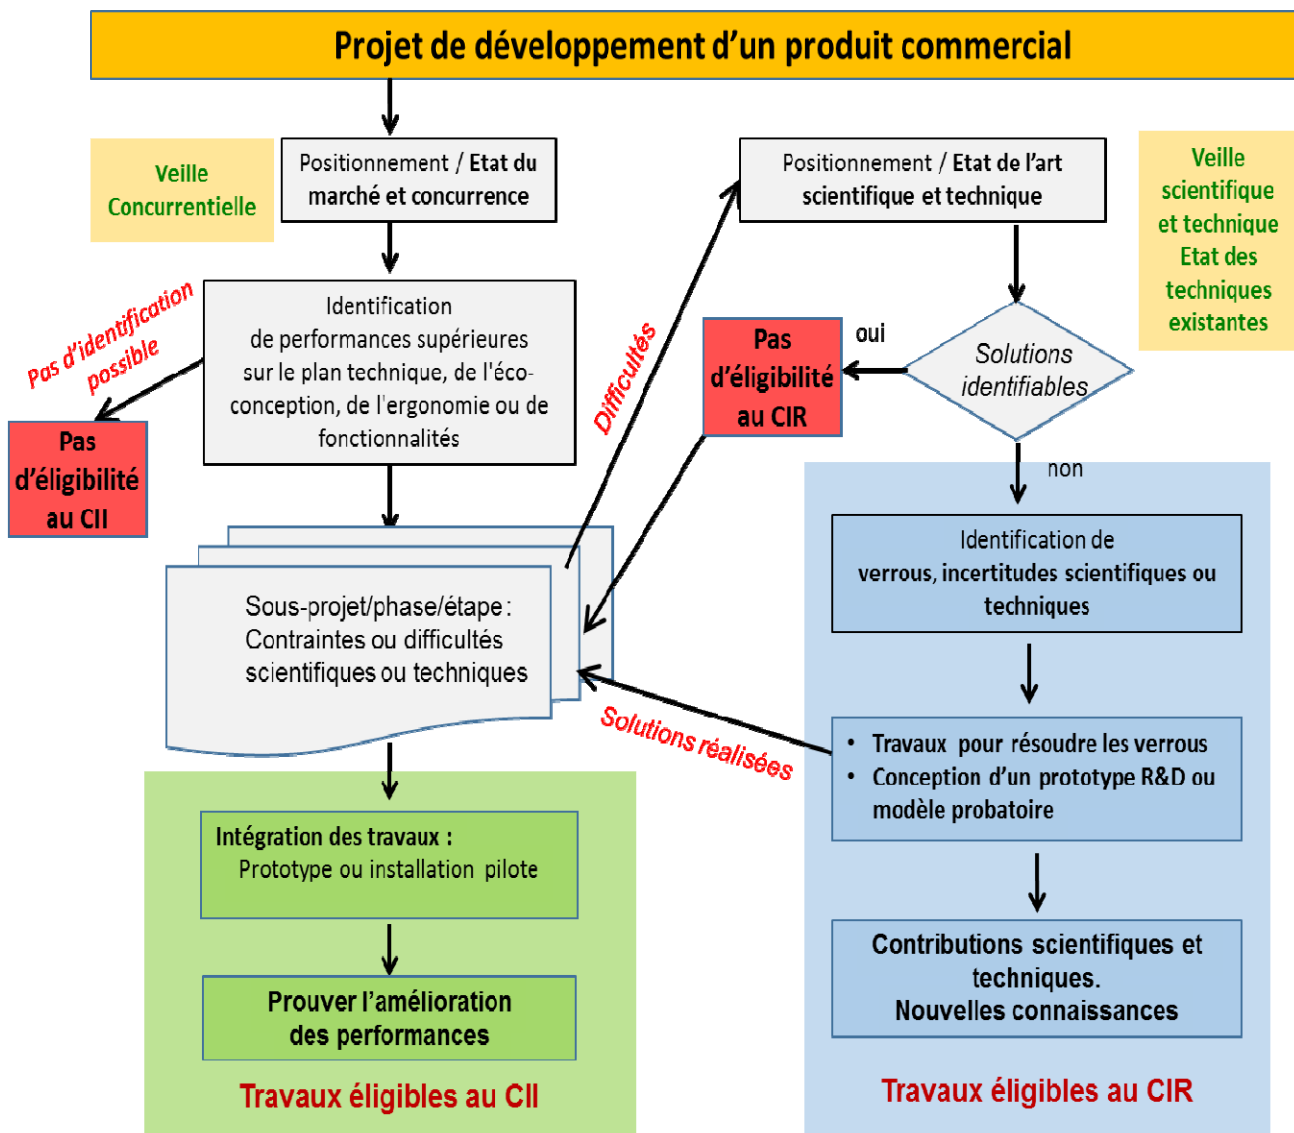 Projet de développement d'un produit commercial
Veille
Concurrentielle
Positionnement / Etat du
marché et concurrence
Positionnement / Etat de l'art
scientifique et technique
Veille
scientifique
et technique
Etat des
techniques
existantes
Identification
de performances supérieures
sur le plan technique, de l'éco-
conception, de l'ergonomie ou de
fonctionnalités
Pas d'identification
possible
Pas
d'éligibilité
au CII
Difficultés
Pas
d'éligibilité
au CIR
oui
Solutions
identifiables
non
Identification de
verrous, incertitudes scientifiques ou
techniques
Sous-projet/phase/étape :
Contraintes ou difficultés
scientifiques ou techniques
Solutions réalisées
• Travaux pour résoudre les verrous
• Conception d'un prototype R&D ou
modèle probatoire
Intégration des travaux :
Prototype ou installation pilote
Prouver l'amélioration
des performances
Travaux éligibles au CII
Contributions scientifiques et
techniques.
Nouvelles connaissances
Travaux éligibles au CIR